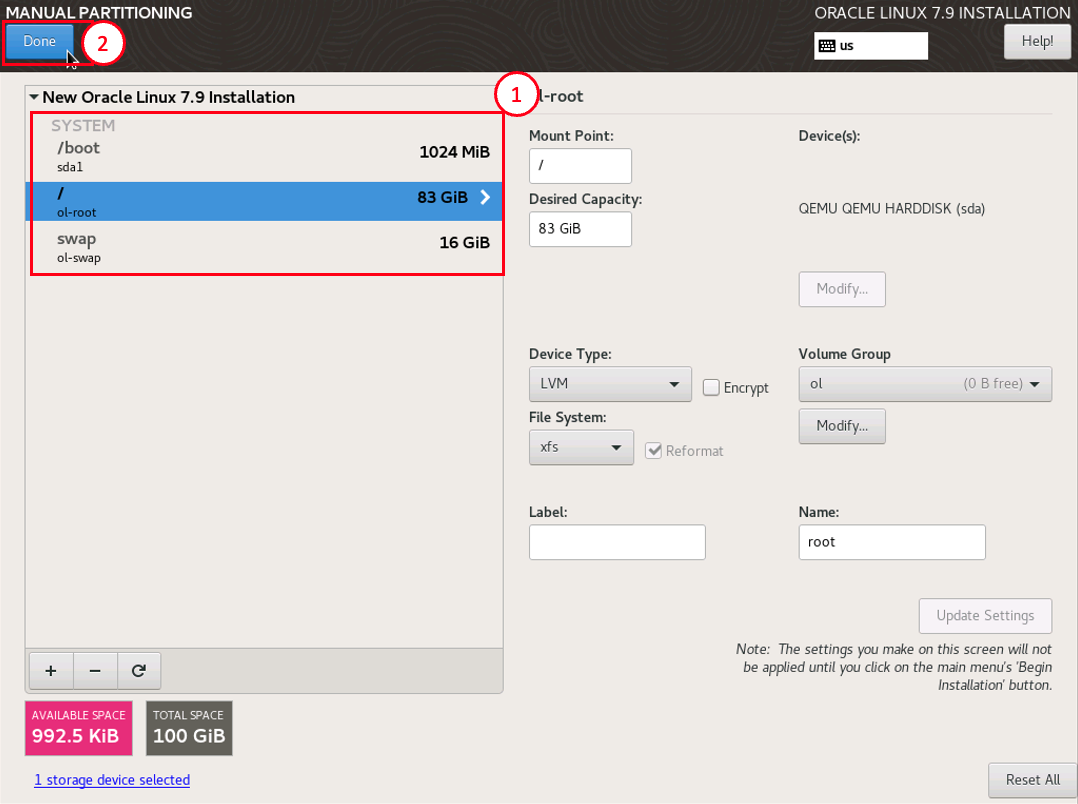 MANUAL PARTITIONING
ORACLE LINUX 7.9 INSTALLATION
Done
2
us
Help!
New Oracle Linux 7.9 Installation
1
l-root
SYSTEM
/boot
1024 MiB
sda1
/
83 GiB
ol-root
swap
16 GiB
ol-swap
Mount Point:
/
Desired Capacity:
83 GiB
Device(s):
QEMU QEMU HARDDISK (sda)
Modify...
Device Type:
LVM
Encrypt
Volume Group
ol (0 B free)
Modify...
File System:
xfs
Reformat
Label:
Name:
root
Update Settings
Note: The settings you make on this screen will not
be applied until you click on the main menu's 'Begin
Installation' button.
+ −
AVAILABLE SPACE
992.5 KiB
TOTAL SPACE
100 GiB
1 storage device selected
Reset All